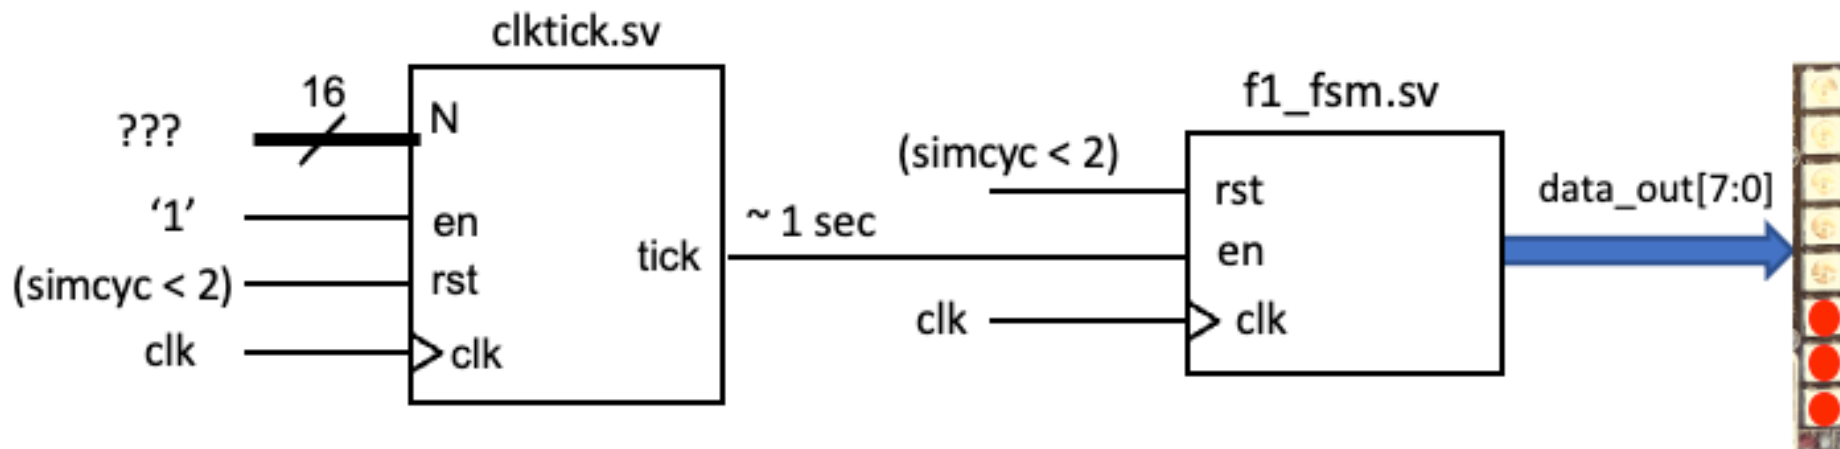 clktick.sv
16
???
N
‘1’
en
(simcyc < 2)
rst
clk
clk
tick
~ 1 sec
f1_fsm.sv
(simcyc < 2)
rst
en
clk
clk
data_out[7:0]